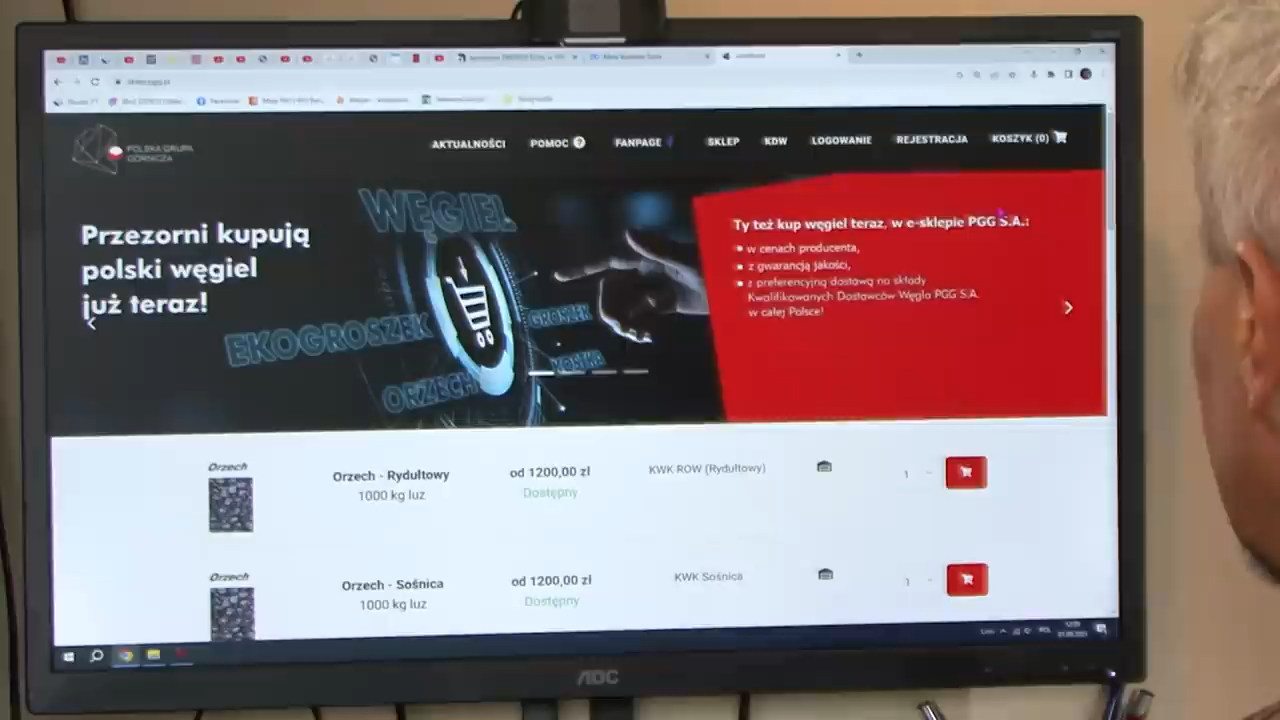 POLSKA GRUPA
GÓRNICZA
AKTUALNOŚCI
POMOC ?
FANPAGE f
SKLEP
KDW
LOGOWANIE
REJESTRACJA
KOSZYK (0)
Przezorni kupują
polski węgiel
już teraz!
WĘGIEL
EKOGROSZEK
GROSZEK
KOSTKA
ORZECH
Ty też kup węgiel teraz, w e-sklepie PGG S.A.:
w cenach producenta,
z gwarancją jakości,
z preferencyjną dostawą na składy
Kwalifikowanych Dostawców Węgla PGG S.A.
w całej Polsce!
Orzech
Orzech - Rydułtowy
1000 kg luz
od 1200,00 zł
Dostępny
KWK ROW (Rydułtowy)
1
Orzech
Orzech - Sośnica
1000 kg luz
od 1200,00 zł
Dostępny
KWK Sośnica
1
AOC